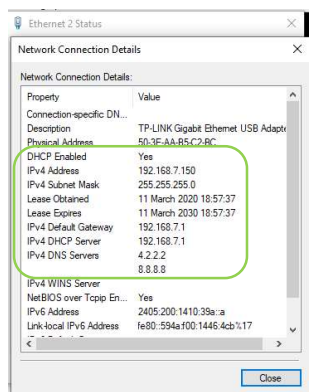 Ethernet 2 Status
Network Connection Details
Network Connection Details:
Property Value
Connection-specific DN...
Description TP-LINK Gigabit Ethernet USB Adapte
Physical Address 50-3E-AA-B5-C2-BC
DHCP Enabled Yes
IPv4 Address 192.168.7.150
IPv4 Subnet Mask 255.255.255.0
Lease Obtained 11 March 2020 18:57:37
Lease Expires 11 March 2030 18:57:37
IPv4 Default Gateway 192.168.7.1
IPv4 DHCP Server 192.168.7.1
IPv4 DNS Servers 4.2.2.2
8.8.8.8
IPv4 WINS Server
NetBIOS over Tcpip En... Yes
IPv6 Address 2405:200:1410:39a::a
Link-local IPv6 Address fe80::594a:f00:1446:4cb%17
Close